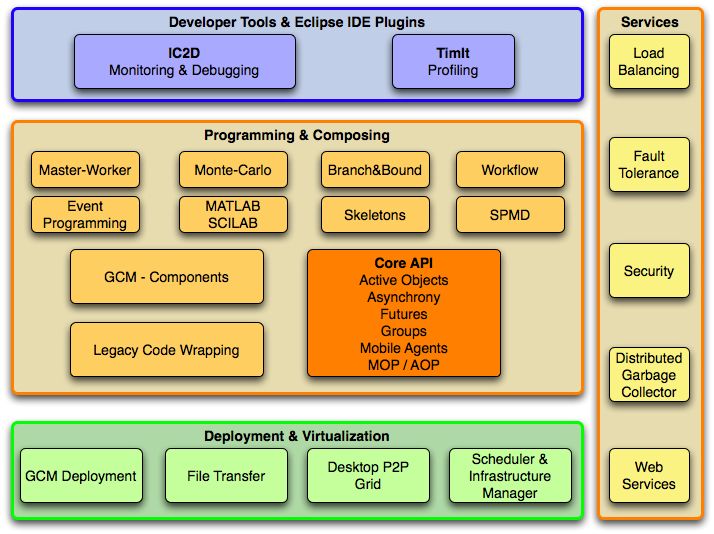 Developer Tools & Eclipse IDE Plugins
IC2D
Monitoring & Debugging
TimIt
Profiling
Programming & Composing
Master-Worker
Monte-Carlo
Branch&Bound
Workflow
Event
Programming
MATLAB
SCILAB
Skeletons
SPMD
GCM - Components
Legacy Code Wrapping
Core API
Active Objects
Asynchrony
Futures
Groups
Mobile Agents
MOP / AOP
Deployment & Virtualization
GCM Deployment
File Transfer
Desktop P2P
Grid
Scheduler &
Infrastructure
Manager
Services
Load
Balancing
Fault
Tolerance
Security
Distributed
Garbage
Collector
Web
Services